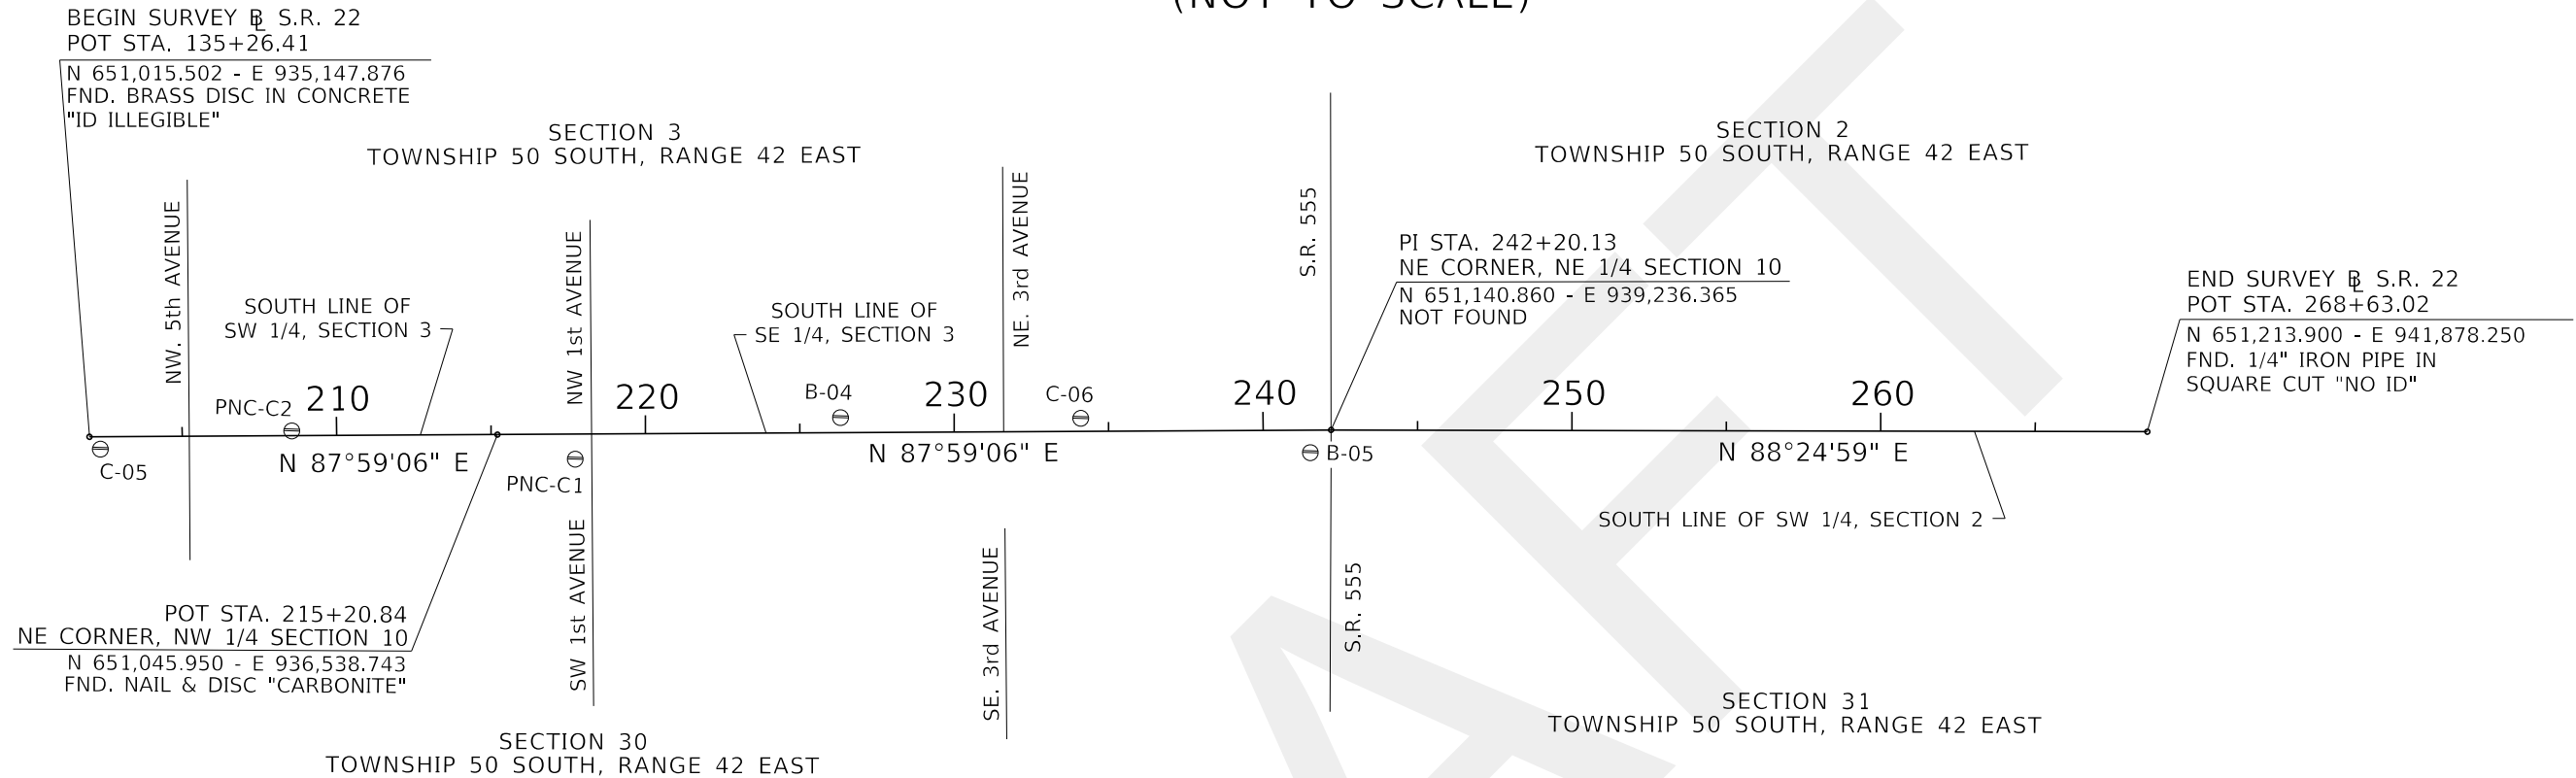 (NOT TO SCALE)
BEGIN SURVEY ℄ S.R. 22
POT STA. 135+26.41
N 651,015.502 - E 935,147.876
FND. BRASS DISC IN CONCRETE
"ID ILLEGIBLE"
SECTION 3
TOWNSHIP 50 SOUTH, RANGE 42 EAST
SECTION 2
TOWNSHIP 50 SOUTH, RANGE 42 EAST
NW. 5th AVENUE
NW 1st AVENUE
NE. 3rd AVENUE
S.R. 555
PI STA. 242+20.13
NE CORNER, NE 1/4 SECTION 10
N 651,140.860 - E 939,236.365
NOT FOUND
END SURVEY ℄ S.R. 22
POT STA. 268+63.02
N 651,213.900 - E 941,878.250
FND. 1/4" IRON PIPE IN
SQUARE CUT "NO ID"
SOUTH LINE OF
SW 1/4, SECTION 3
SOUTH LINE OF
SE 1/4, SECTION 3
PNC-C2
210
220
B-04
230
C-06
240
250
260
C-05
N 87°59'06" E
PNC-C1
N 87°59'06" E
B-05
N 88°24'59" E
SOUTH LINE OF SW 1/4, SECTION 2
POT STA. 215+20.84
NE CORNER, NW 1/4 SECTION 10
N 651,045.950 - E 936,538.743
FND. NAIL & DISC "CARBONITE"
SW 1st AVENUE
SE. 3rd AVENUE
S.R. 555
SECTION 30
TOWNSHIP 50 SOUTH, RANGE 42 EAST
SECTION 31
TOWNSHIP 50 SOUTH, RANGE 42 EAST
AFT